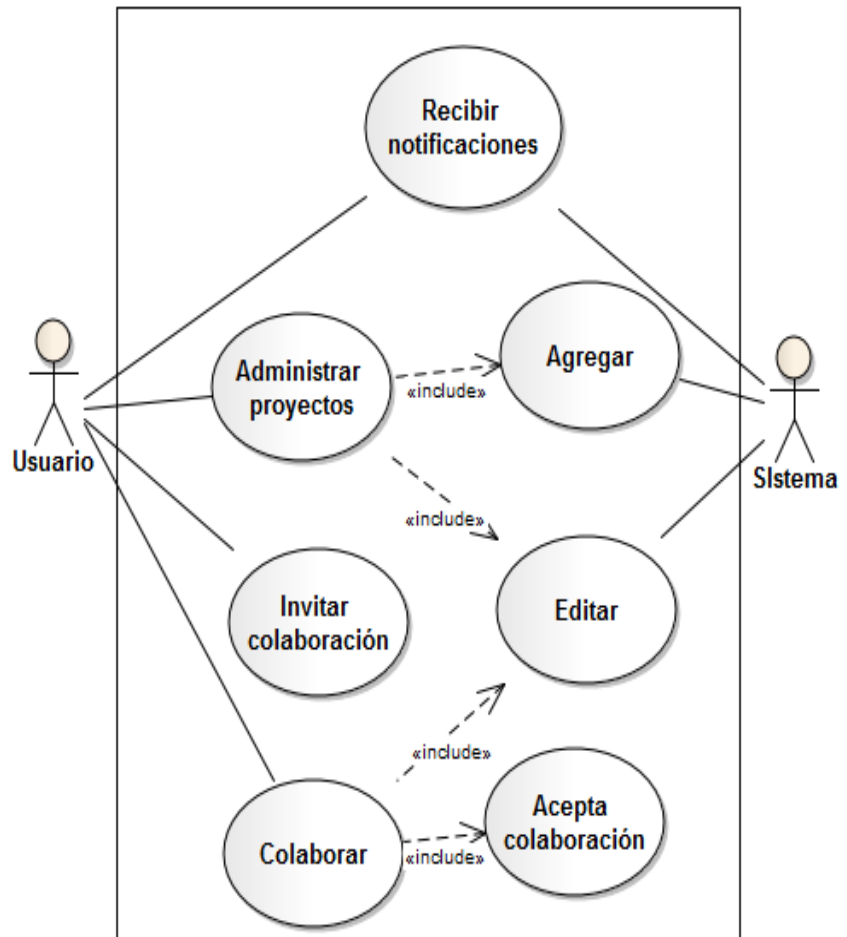 Recibir
notificaciones
Administrar
proyectos
«include»
Agregar
Usuario
SIstema
«include»
Invitar
colaboración
Editar
«include»
Colaborar
«include»
Acepta
colaboración